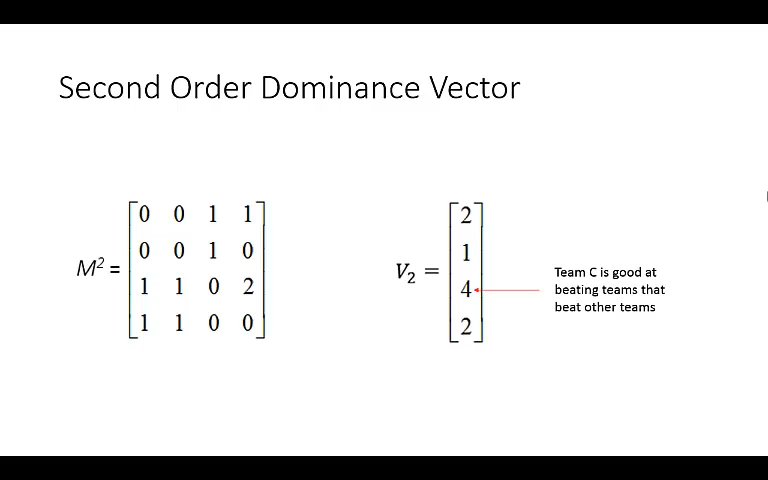 Second Order Dominance Vector
M² =
0 0 1 1
0 0 1 0
1 1 0 2
1 1 0 0
V₂ =
2
1
4
2
Team C is good at
beating teams that
beat other teams